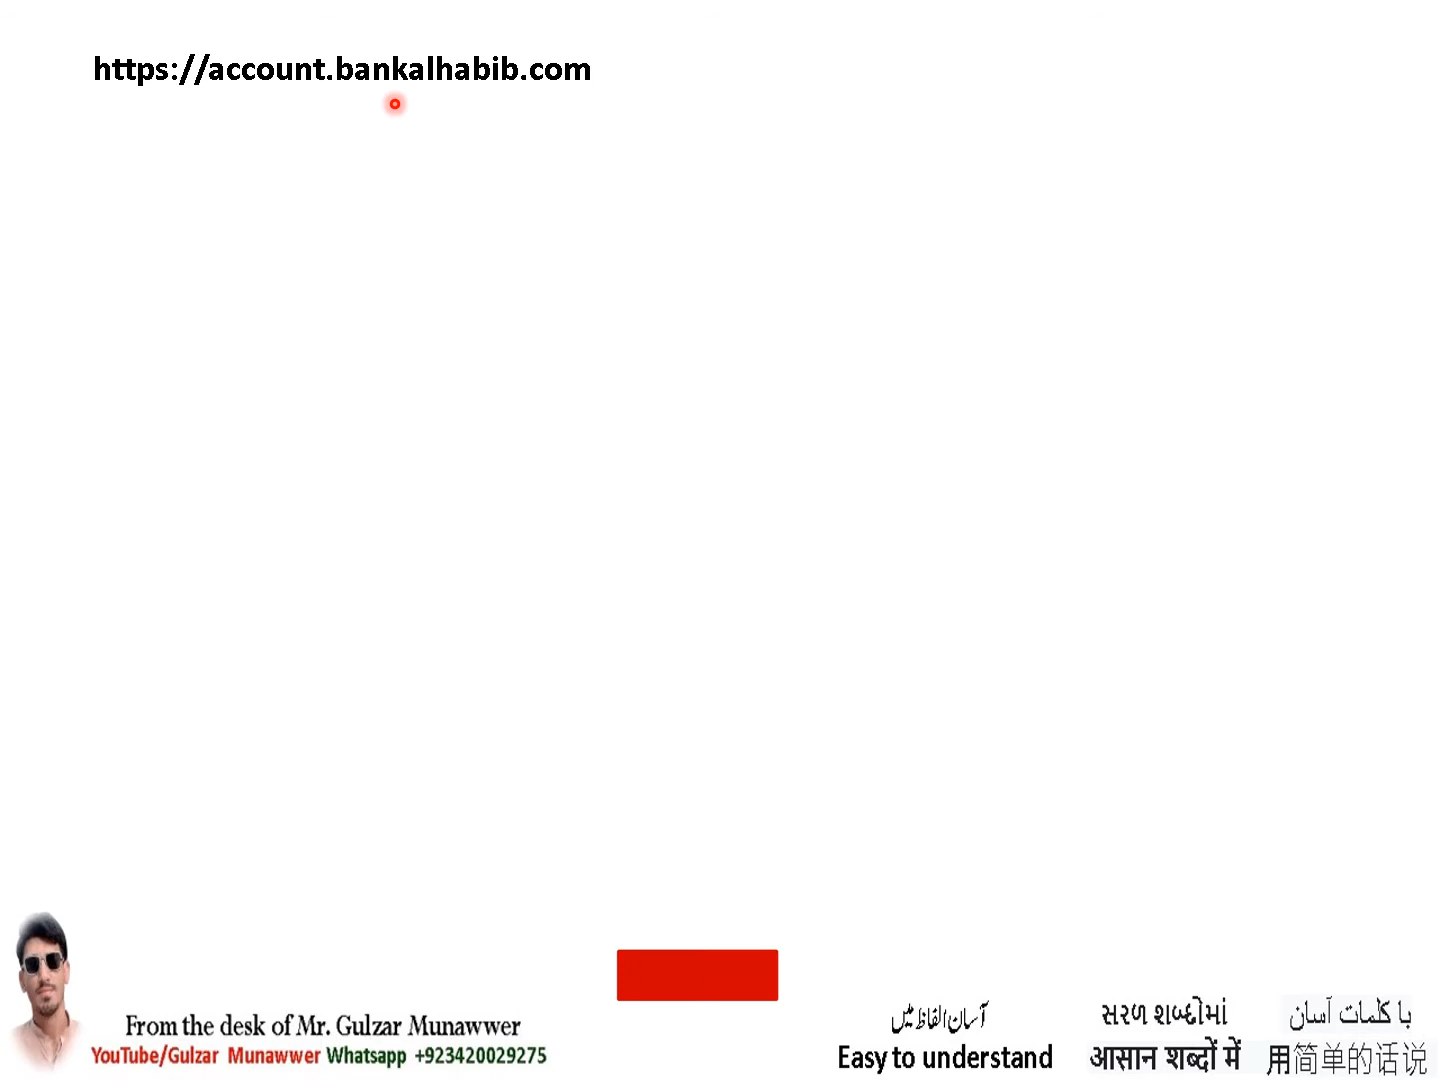 https://account.bankalhabib.com
From the desk of Mr. Gulzar Munawwer
YouTube/Gulzar Munawwer Whatsapp +923420029275
آسان الفاظ میں
Easy to understand
સરળ શબ્દોમાં
आसान शब्दों में
با کلمات آسان
用简单的话说